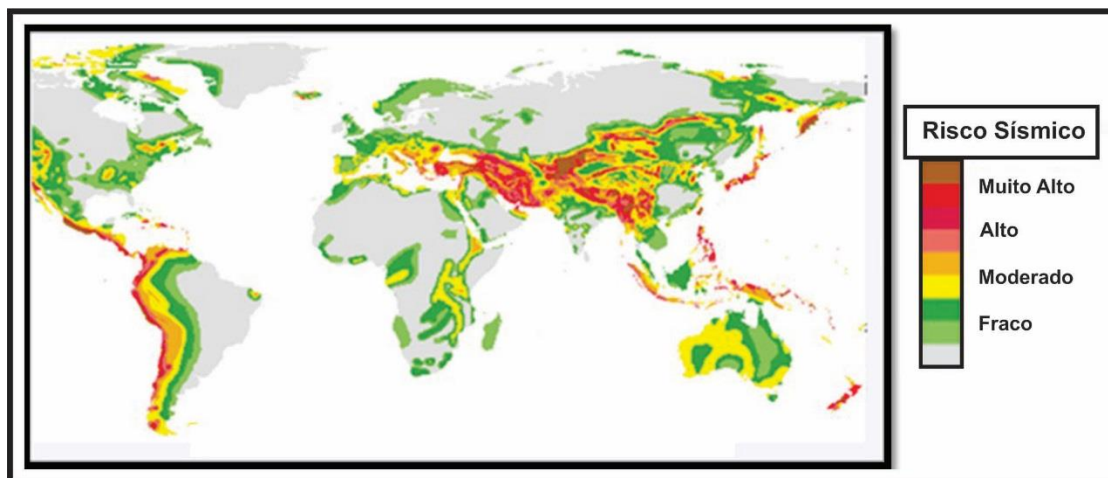 Risco Sísmico
Muito Alto
Alto
Moderado
Fraco